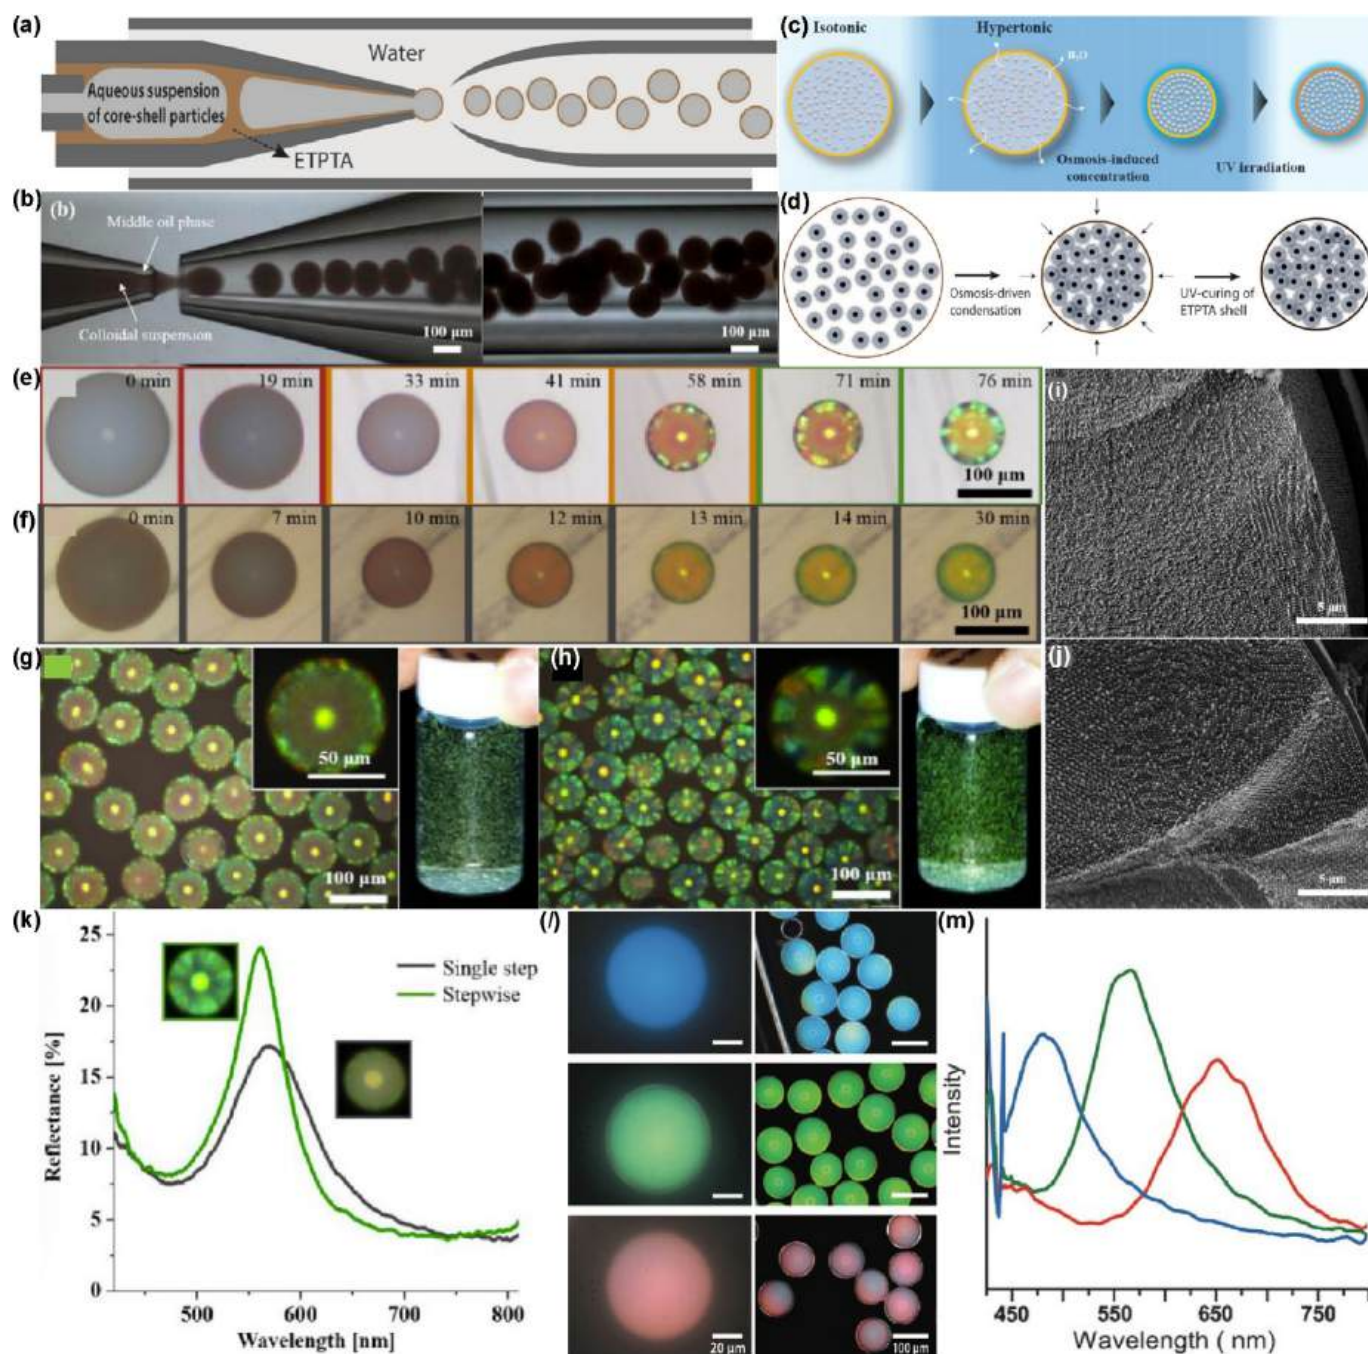 (a)
Water
Aqueous suspension
of core-shell particles
ETPTA
(c)
Isotonic
Hypertonic
H₂O
Osmosis-induced
concentration
UV irradiation
(b)
(b)
Middle oil phase
Colloidal suspension
100 μm
100 μm
(d)
Osmosis-driven
condensation
UV-curing of
ETPTA shell
(e)
0 min
19 min
33 min
41 min
58 min
71 min
76 min
100 μm
(f)
0 min
7 min
10 min
12 min
13 min
14 min
30 min
100 μm
(i)
5 μm
(g)
50 μm
100 μm
(h)
50 μm
100 μm
(j)
5 μm
(k)
25
20
15
10
5
0
Reflectance [%]
Single step
Stepwise
500
600
700
800
Wavelength [nm]
(l)
20 μm
100 μm
(m)
Intensity
450
550
650
750
Wavelength ( nm)